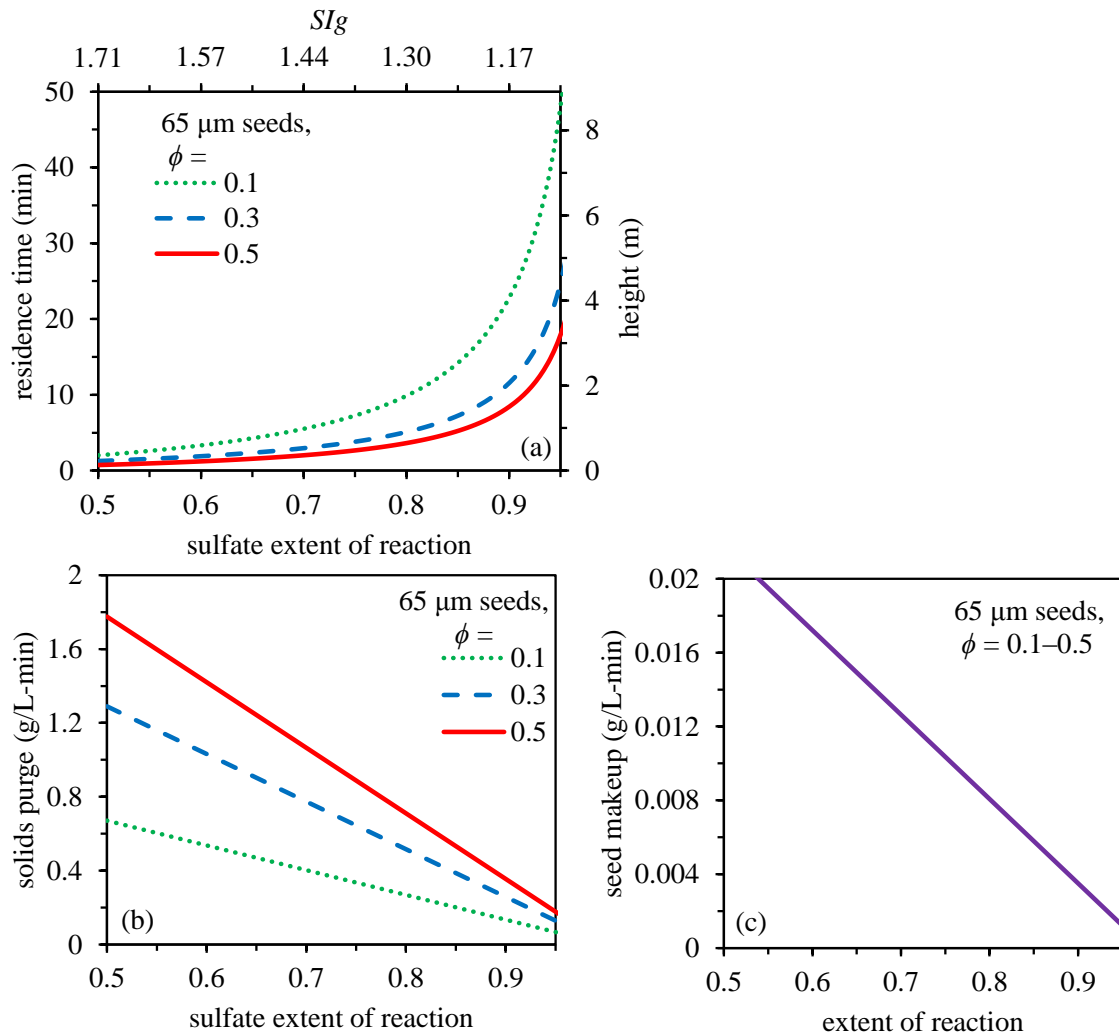 SIg
1.71 1.57 1.44 1.30 1.17
50
40
30
20
10
0
residence time (min)
65 μm seeds,
ϕ =
0.1
0.3
0.5
8
6
4
2
0
height (m)
(a)
0.5 0.6 0.7 0.8 0.9
sulfate extent of reaction
2
1.6
1.2
0.8
0.4
0
solids purge (g/L-min)
65 μm seeds,
ϕ =
0.1
0.3
0.5
(b)
0.5 0.6 0.7 0.8 0.9
sulfate extent of reaction
0.02
0.016
0.012
0.008
0.004
0
seed makeup (g/L-min)
65 μm seeds,
ϕ = 0.1–0.5
(c)
0.5 0.6 0.7 0.8 0.9
extent of reaction